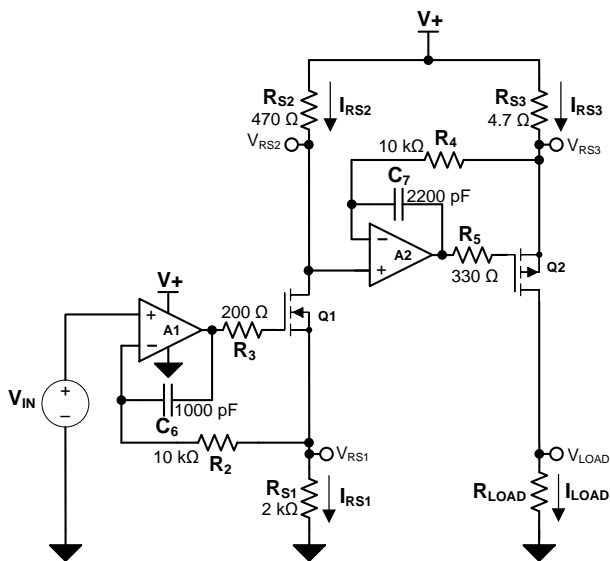 V+
RS2
470 Ω
IRS2
VRS2
RS3
4.7 Ω
IRS3
VRS3
R4
10 kΩ
C7
2200 pF
−
+
A2
R5
330 Ω
Q2
V+
+
−
A1
200 Ω
R3
Q1
VIN
+
−
C6
1000 pF
10 kΩ
R2
VRS1
RS1
2 kΩ
IRS1
VLOAD
RLOAD
ILOAD